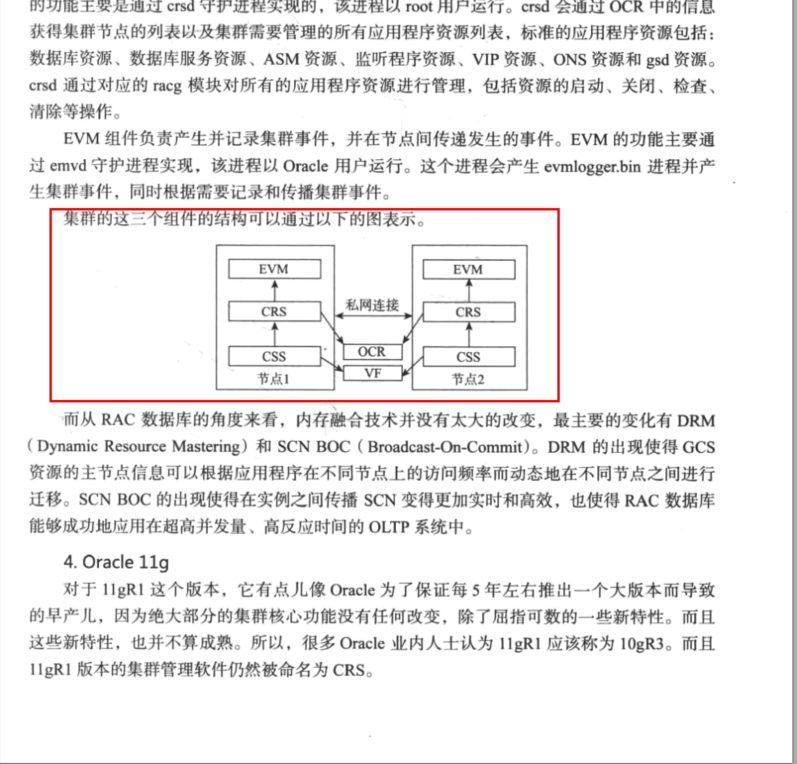 的功能主要是通过 crsd 守护进程实现的，该进程以 root 用户运行。crsd 会通过 OCR 中的信息
获得集群节点的列表以及集群需要管理的所有应用程序资源列表，标准的应用程序资源包括：
数据库资源、数据库服务资源、ASM 资源、监听程序资源、VIP 资源、ONS 资源和 gsd 资源。
crsd 通过对应的 racg 模块对所有的应用程序资源进行管理，包括资源的启动、关闭、检查、
清除等操作。
EVM 组件负责产生并记录集群事件，并在节点间传递发生的事件。EVM 的功能主要通
过 emvd 守护进程实现，该进程以 Oracle 用户运行。这个进程会产生 evmlogger.bin 进程并产
生集群事件，同时根据需要记录和传播集群事件。
集群的这三个组件的结构可以通过以下的图表示。
EVM
EVM
私网连接
CRS
CRS
OCR
CSS
CSS
VF
节点1
节点2
而从 RAC 数据库的角度来看，内存融合技术并没有太大的改变，最主要的变化有 DRM
（Dynamic Resource Mastering）和 SCN BOC（Broadcast-On-Commit）。DRM 的出现使得 GCS
资源的主节点信息可以根据应用程序在不同节点上的访问频率而动态地在不同节点之间进行
迁移。SCN BOC 的出现使得在实例之间传播 SCN 变得更加实时和高效，也使得 RAC 数据库
能够成功地应用在超高并发量、高反应时间的 OLTP 系统中。
4. Oracle 11g
对于 11gR1 这个版本，它有点儿像 Oracle 为了保证每 5 年左右推出一个大版本而导致
的早产儿，因为绝大部分的集群核心功能没有任何改变，除了屈指可数的一些新特性。而且
这些新特性，也并不算成熟。所以，很多 Oracle 业内人士认为 11gR1 应该称为 10gR3。而且
11gR1 版本的集群管理软件仍然被命名为 CRS。